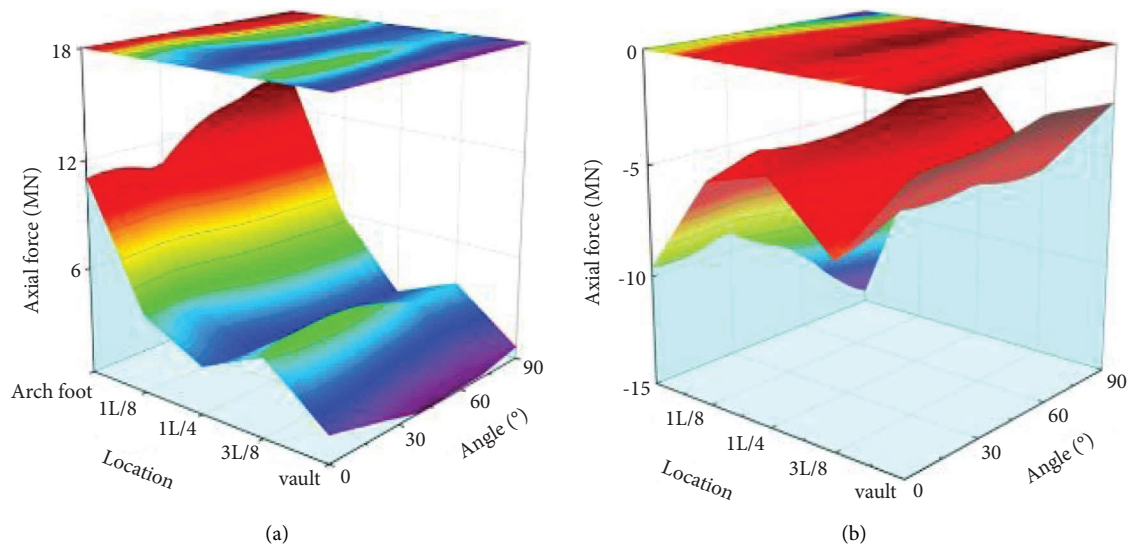 18
12
6
Axial force (MN)
Arch foot
1L/8
1L/4
3L/8
vault
Location
0
30
60
90
Angle (°)
(a)
0
-5
-10
-15
Axial force (MN)
1L/8
1L/4
3L/8
vault
Location
0
30
60
90
Angle (°)
(b)